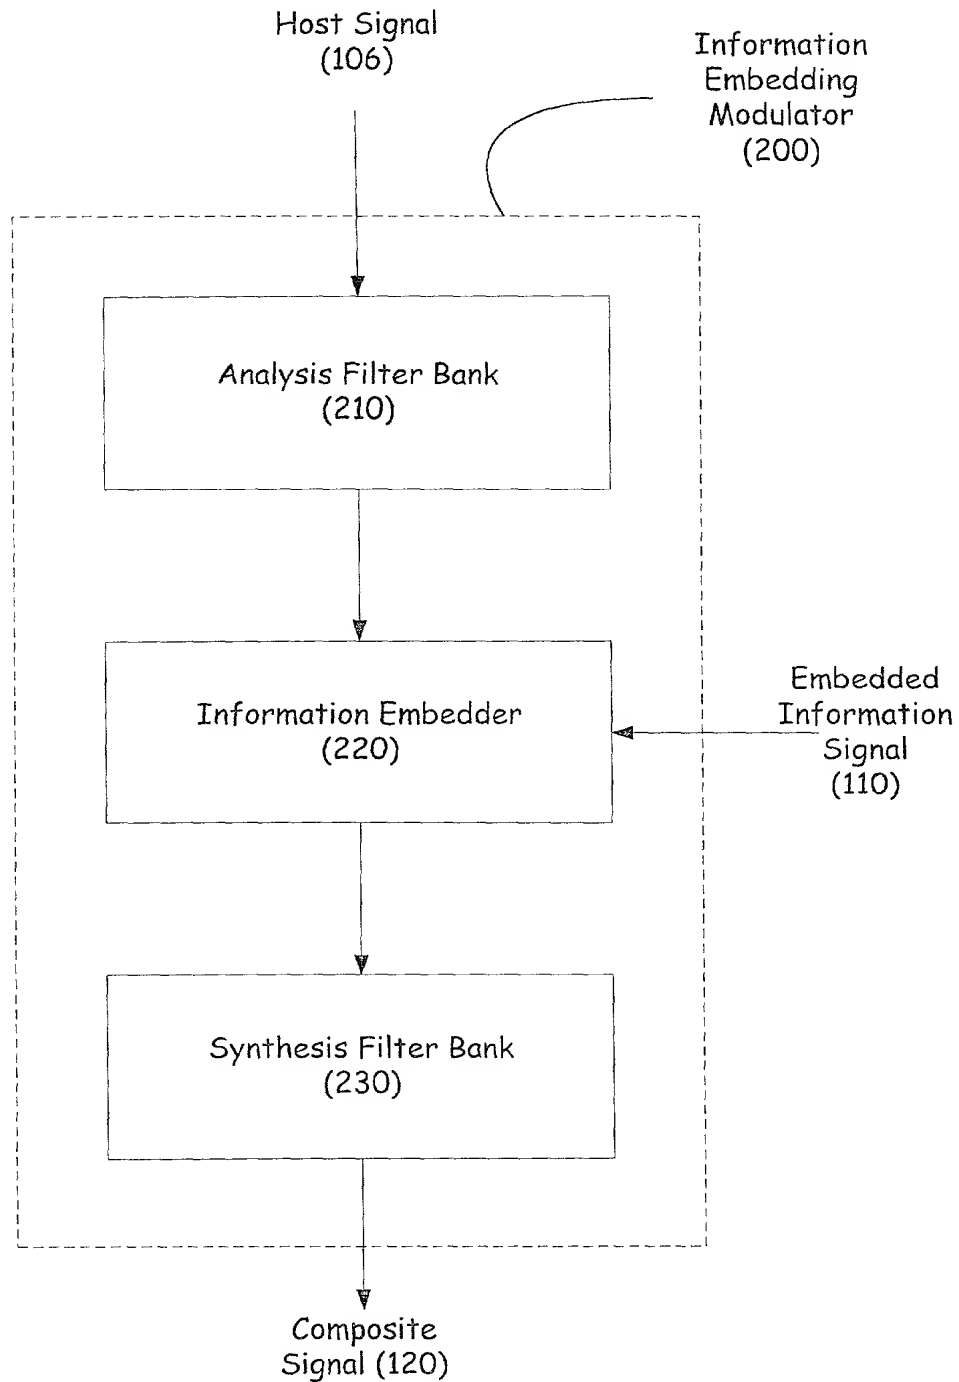 Host Signal
(106)
Information
Embedding
Modulator
(200)
Analysis Filter Bank
(210)
Information Embedder
(220)
Embedded
Information
Signal
(110)
Synthesis Filter Bank
(230)
Composite
Signal (120)